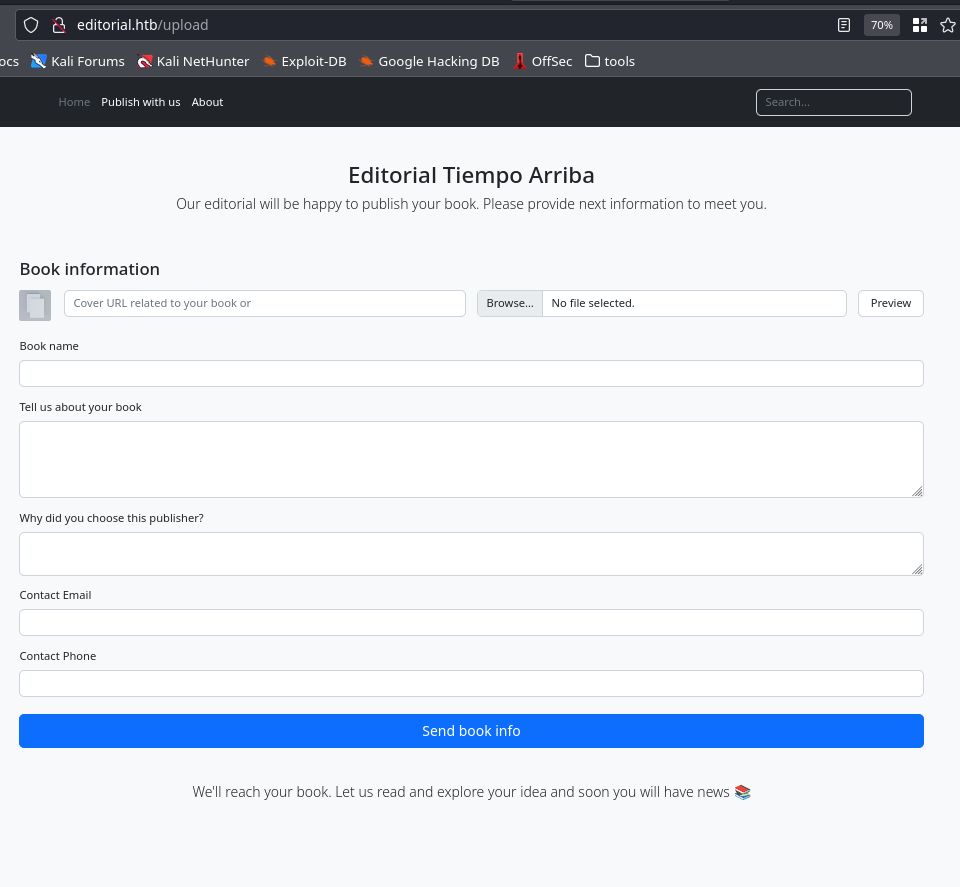 editorial.htb/upload
70%
ocs Kali Forums Kali NetHunter Exploit-DB Google Hacking DB OffSec tools
Home Publish with us About
Search...
Editorial Tiempo Arriba
Our editorial will be happy to publish your book. Please provide next information to meet you.
Book information
Cover URL related to your book or
Browse... No file selected.
Preview
Book name
Tell us about your book
Why did you choose this publisher?
Contact Email
Contact Phone
Send book info
We'll reach your book. Let us read and explore your idea and soon you will have news 📚